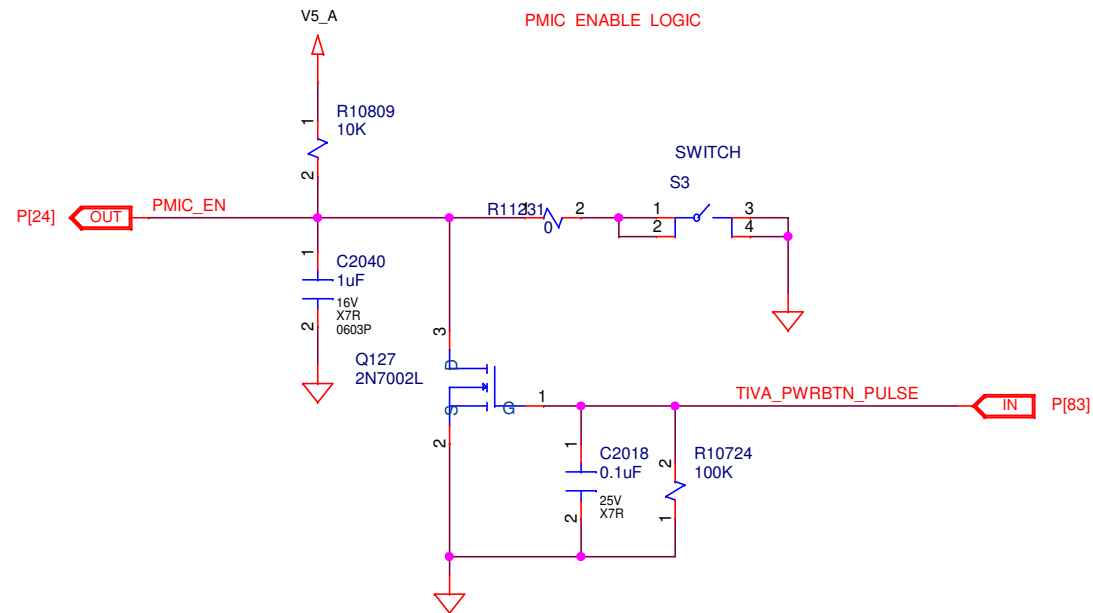 V5_A
PMIC ENABLE LOGIC
1
R10809
10K
2
SWITCH
S3
P[24]
OUT
PMIC_EN
R11231
1
0
2
1
2
3
4
1
C2040
1uF
16V
X7R
0603P
2
3
Q127
2N7002L
D
S
G
1
2
TIVA_PWRBTN_PULSE
IN
P[83]
1
C2018
0.1uF
25V
X7R
2
2
R10724
100K
1